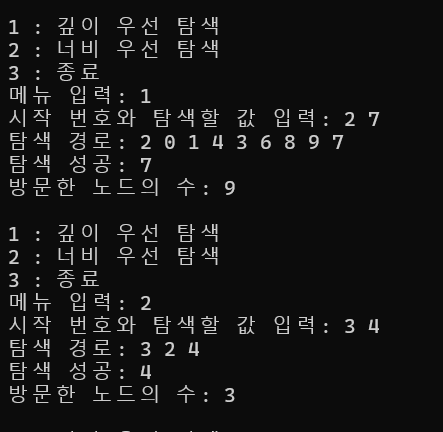 1 : 깊이 우선 탐색
2 : 너비 우선 탐색
3 : 종료
메뉴 입력: 1
시작 번호와 탐색할 값 입력: 2 7
탐색 경로: 2 0 1 4 3 6 8 9 7
탐색 성공: 7
방문한 노드의 수: 9
1 : 깊이 우선 탐색
2 : 너비 우선 탐색
3 : 종료
메뉴 입력: 2
시작 번호와 탐색할 값 입력: 3 4
탐색 경로: 3 2 4
탐색 성공: 4
방문한 노드의 수: 3